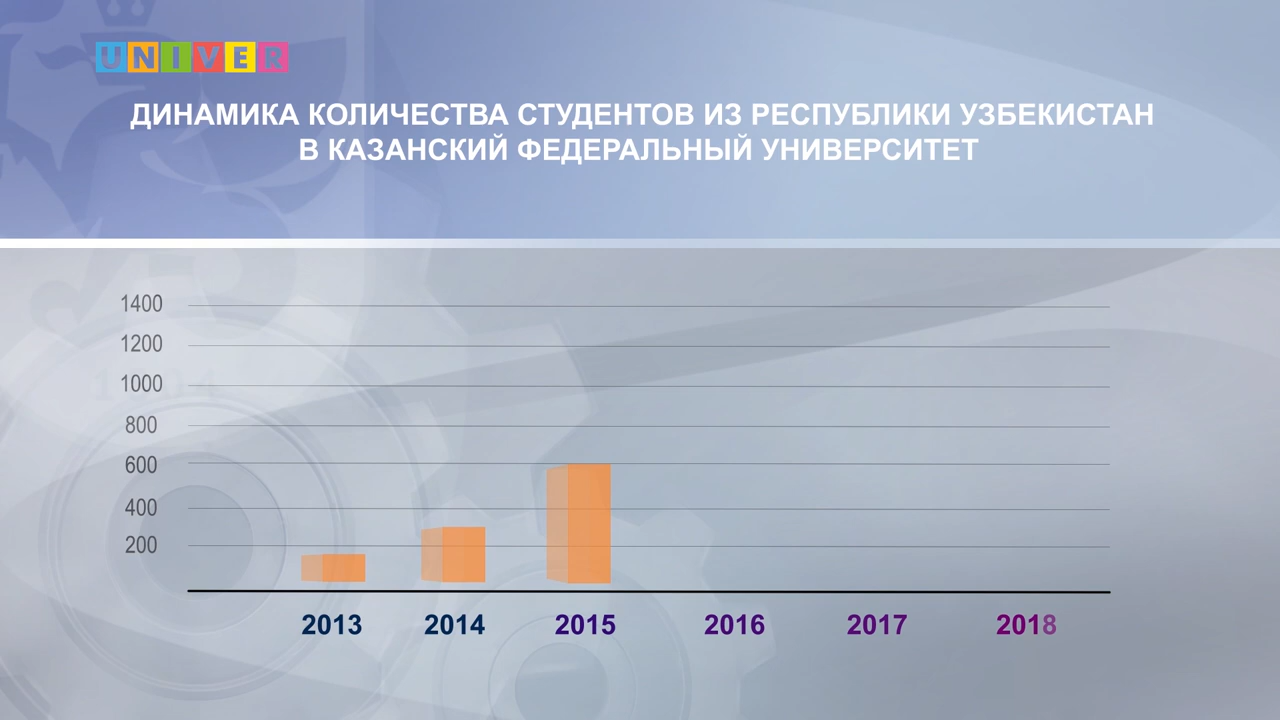 UNIVER
ДИНАМИКА КОЛИЧЕСТВА СТУДЕНТОВ ИЗ РЕСПУБЛИКИ УЗБЕКИСТАН
В КАЗАНСКИЙ ФЕДЕРАЛЬНЫЙ УНИВЕРСИТЕТ
1400
1200
1000
800
600
400
200
2013 2014 2015 2016 2017 2018